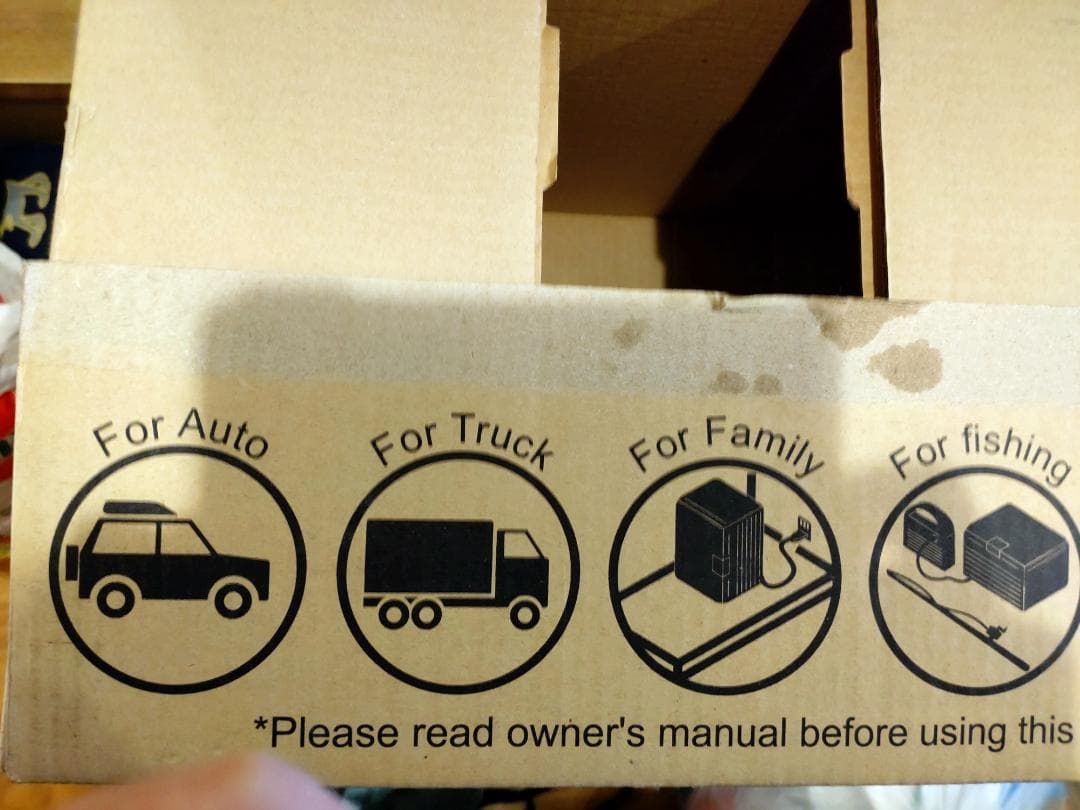 For Auto
For Truck
For Family
For fishing
*Please read owner's manual before using this